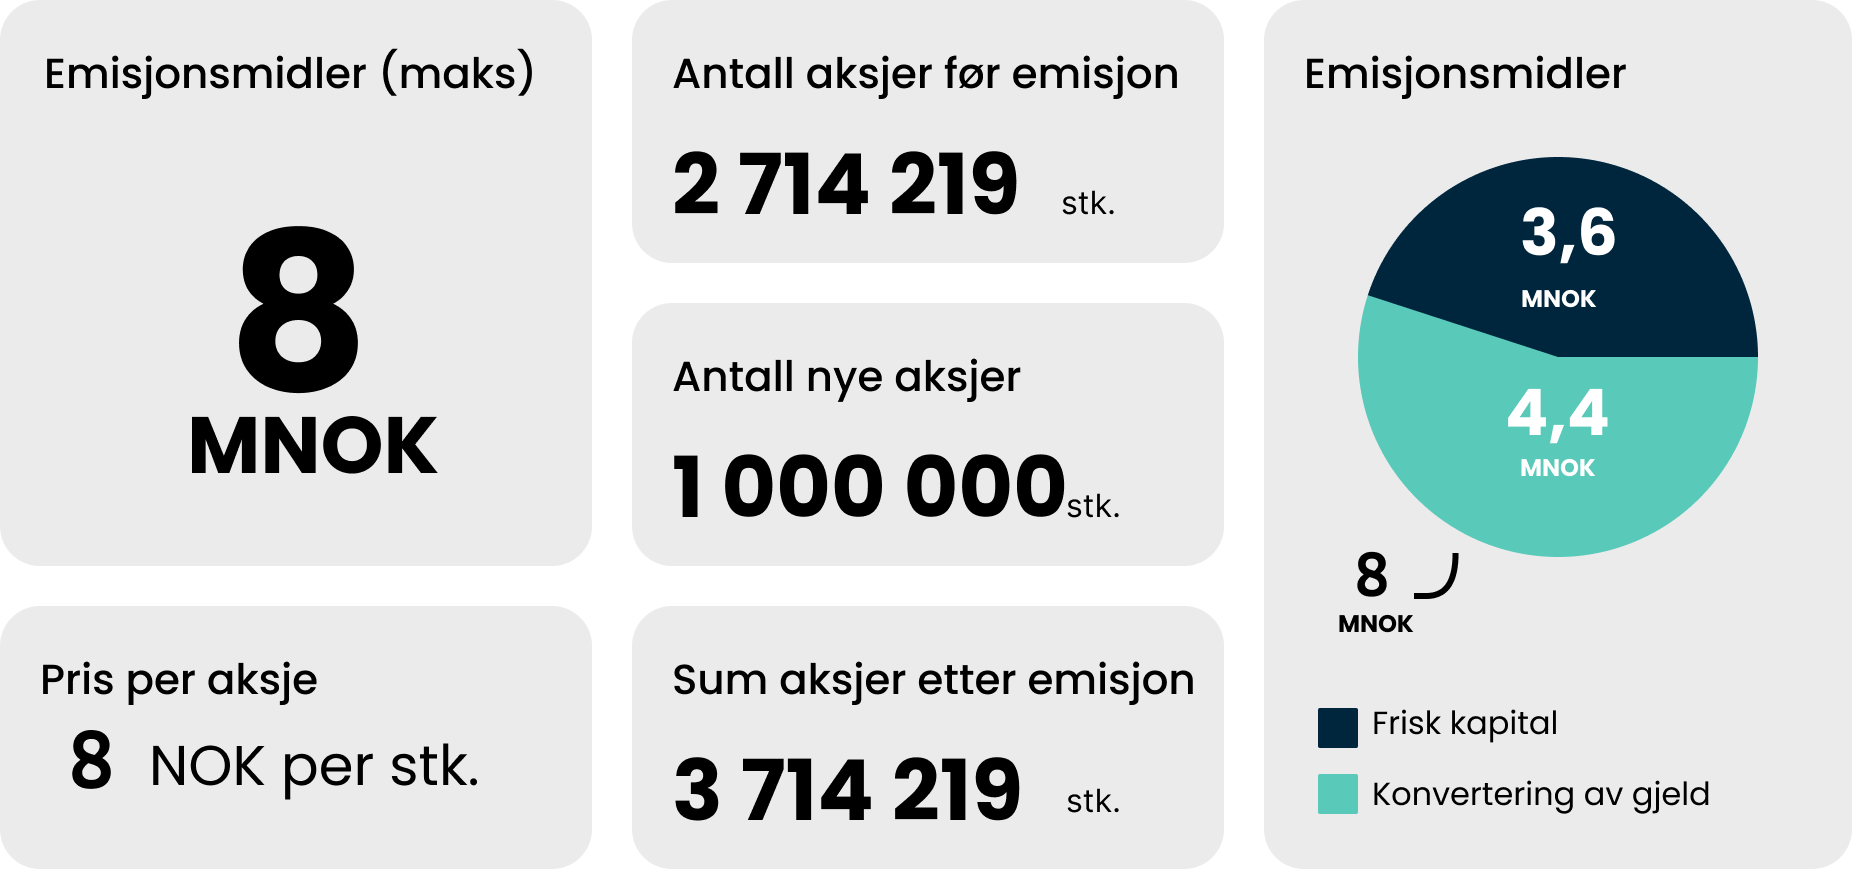 Emisjonsmidler (maks)
8
MNOK
Pris per aksje
8 NOK per stk.
Antall aksjer før emisjon
2 714 219 stk.
Antall nye aksjer
1 000 000 stk.
Sum aksjer etter emisjon
3 714 219 stk.
Emisjonsmidler
3,6
MNOK
4,4
MNOK
8
MNOK
Frisk kapital
Konvertering av gjeld